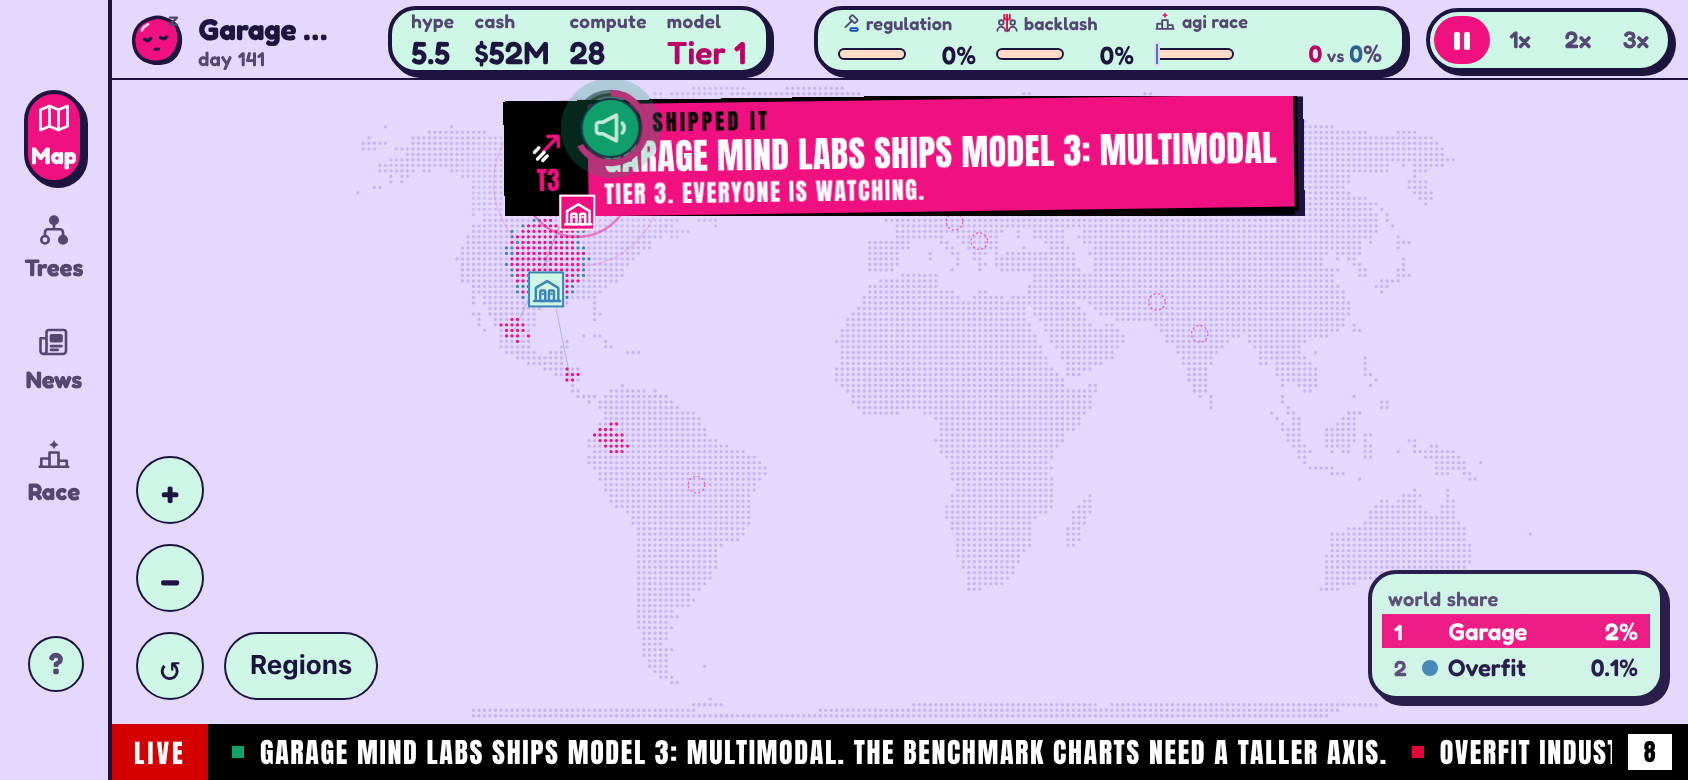 Garage ...
day 141
hype cash compute model
5.5 $52M 28 Tier 1
regulation backlash agi race
0% 0% 0 vs 0%
1x 2x 3x
Map
Trees
News
Race
?
SHIPPED IT
T3
GARAGE MIND LABS SHIPS MODEL 3: MULTIMODAL
TIER 3. EVERYONE IS WATCHING.
+
−
↺
Regions
world share
1 Garage 2%
2 Overfit 0.1%
LIVE GARAGE MIND LABS SHIPS MODEL 3: MULTIMODAL. THE BENCHMARK CHARTS NEED A TALLER AXIS. OVERFIT INDUST 8